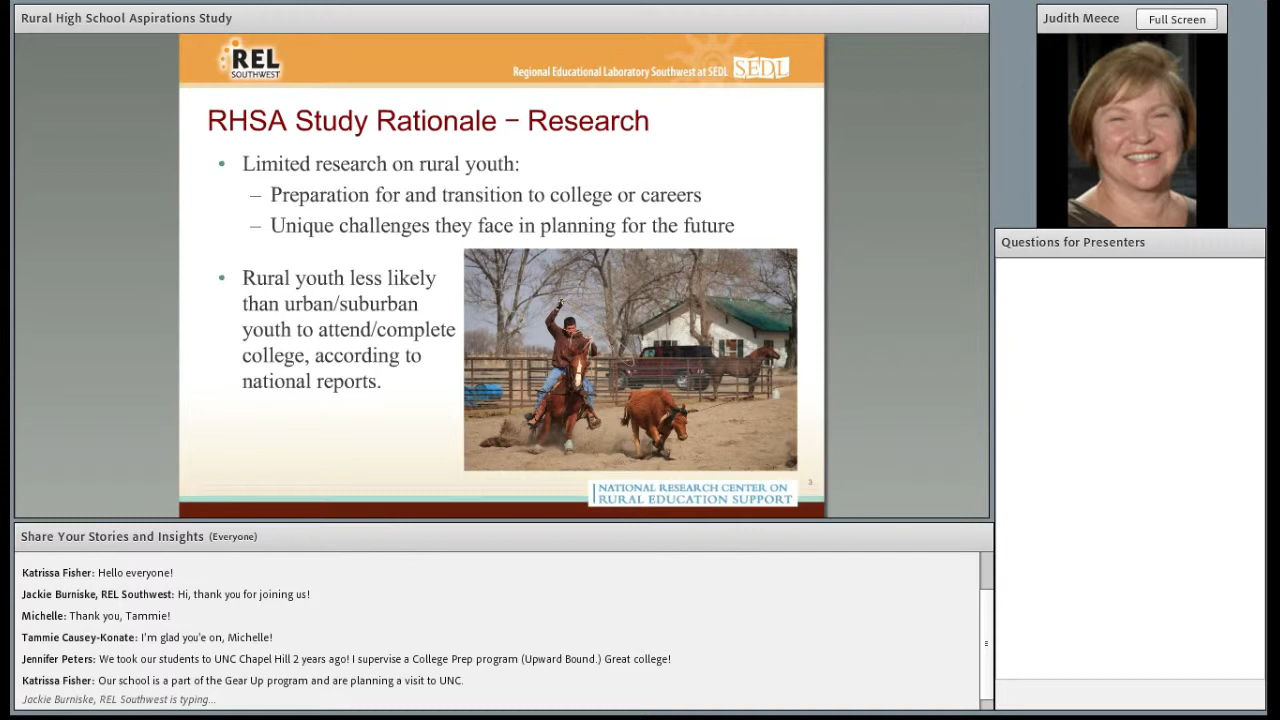 Rural High School Aspirations Study
REL
SOUTHWEST
Regional Educational Laboratory Southwest at SEDL
SEDL
RHSA Study Rationale − Research
• Limited research on rural youth:
– Preparation for and transition to college or careers
– Unique challenges they face in planning for the future
• Rural youth less likely
than urban/suburban
youth to attend/complete
college, according to
national reports.
3
NATIONAL RESEARCH CENTER ON
RURAL EDUCATION SUPPORT
Judith Meece
Full Screen
Questions for Presenters
Share Your Stories and Insights (Everyone)
Katrissa Fisher: Hello everyone!
Jackie Burniske, REL Southwest: Hi, thank you for joining us!
Michelle: Thank you, Tammie!
Tammie Causey-Konate: I'm glad you'e on, Michelle!
Jennifer Peters: We took our students to UNC Chapel Hill 2 years ago! I supervise a College Prep program (Upward Bound.) Great college!
Katrissa Fisher: Our school is a part of the Gear Up program and are planning a visit to UNC.
Jackie Burniske, REL Southwest is typing...